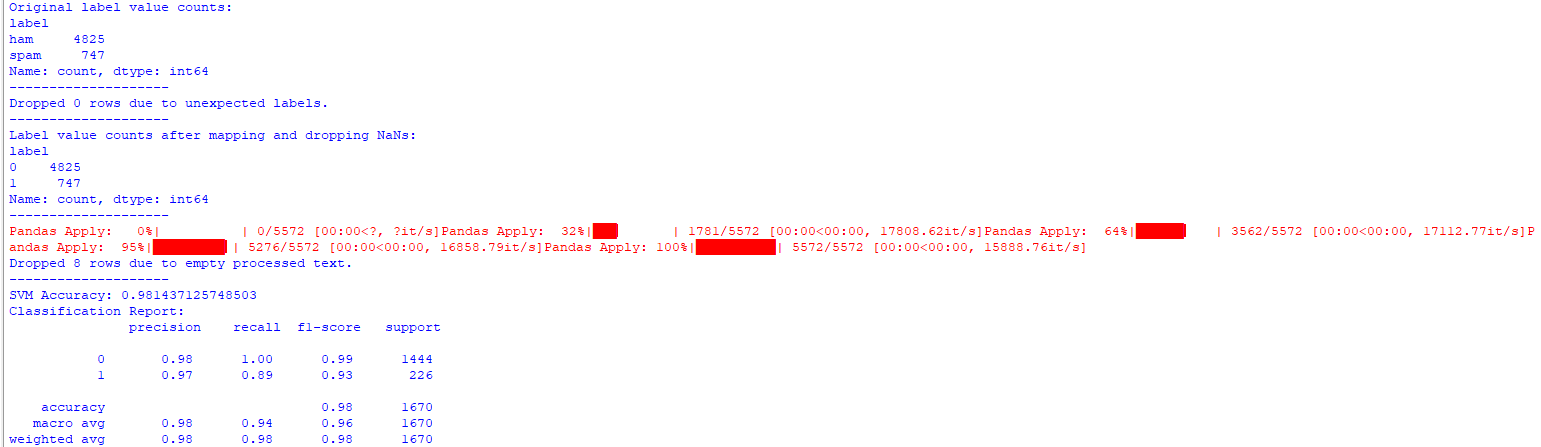 Original label value counts:
label
ham     4825
spam     747
Name: count, dtype: int64
--------------------
Dropped 0 rows due to unexpected labels.
--------------------
Label value counts after mapping and dropping NaNs:
label
0    4825
1     747
Name: count, dtype: int64
--------------------
Pandas Apply:   0%|          | 0/5572 [00:00<?, ?it/s]Pandas Apply:  32%|███       | 1781/5572 [00:00<00:00, 17808.62it/s]Pandas Apply:  64%|██████    | 3562/5572 [00:00<00:00, 17112.77it/s]P
andas Apply:  95%|█████████ | 5276/5572 [00:00<00:00, 16858.79it/s]Pandas Apply: 100%|██████████| 5572/5572 [00:00<00:00, 15888.76it/s]
Dropped 8 rows due to empty processed text.
--------------------
SVM Accuracy: 0.981437125748503
Classification Report:
               precision    recall  f1-score   support

           0       0.98      1.00      0.99      1444
           1       0.97      0.89      0.93       226

    accuracy                           0.98      1670
   macro avg       0.98      0.94      0.96      1670
weighted avg       0.98      0.98      0.98      1670